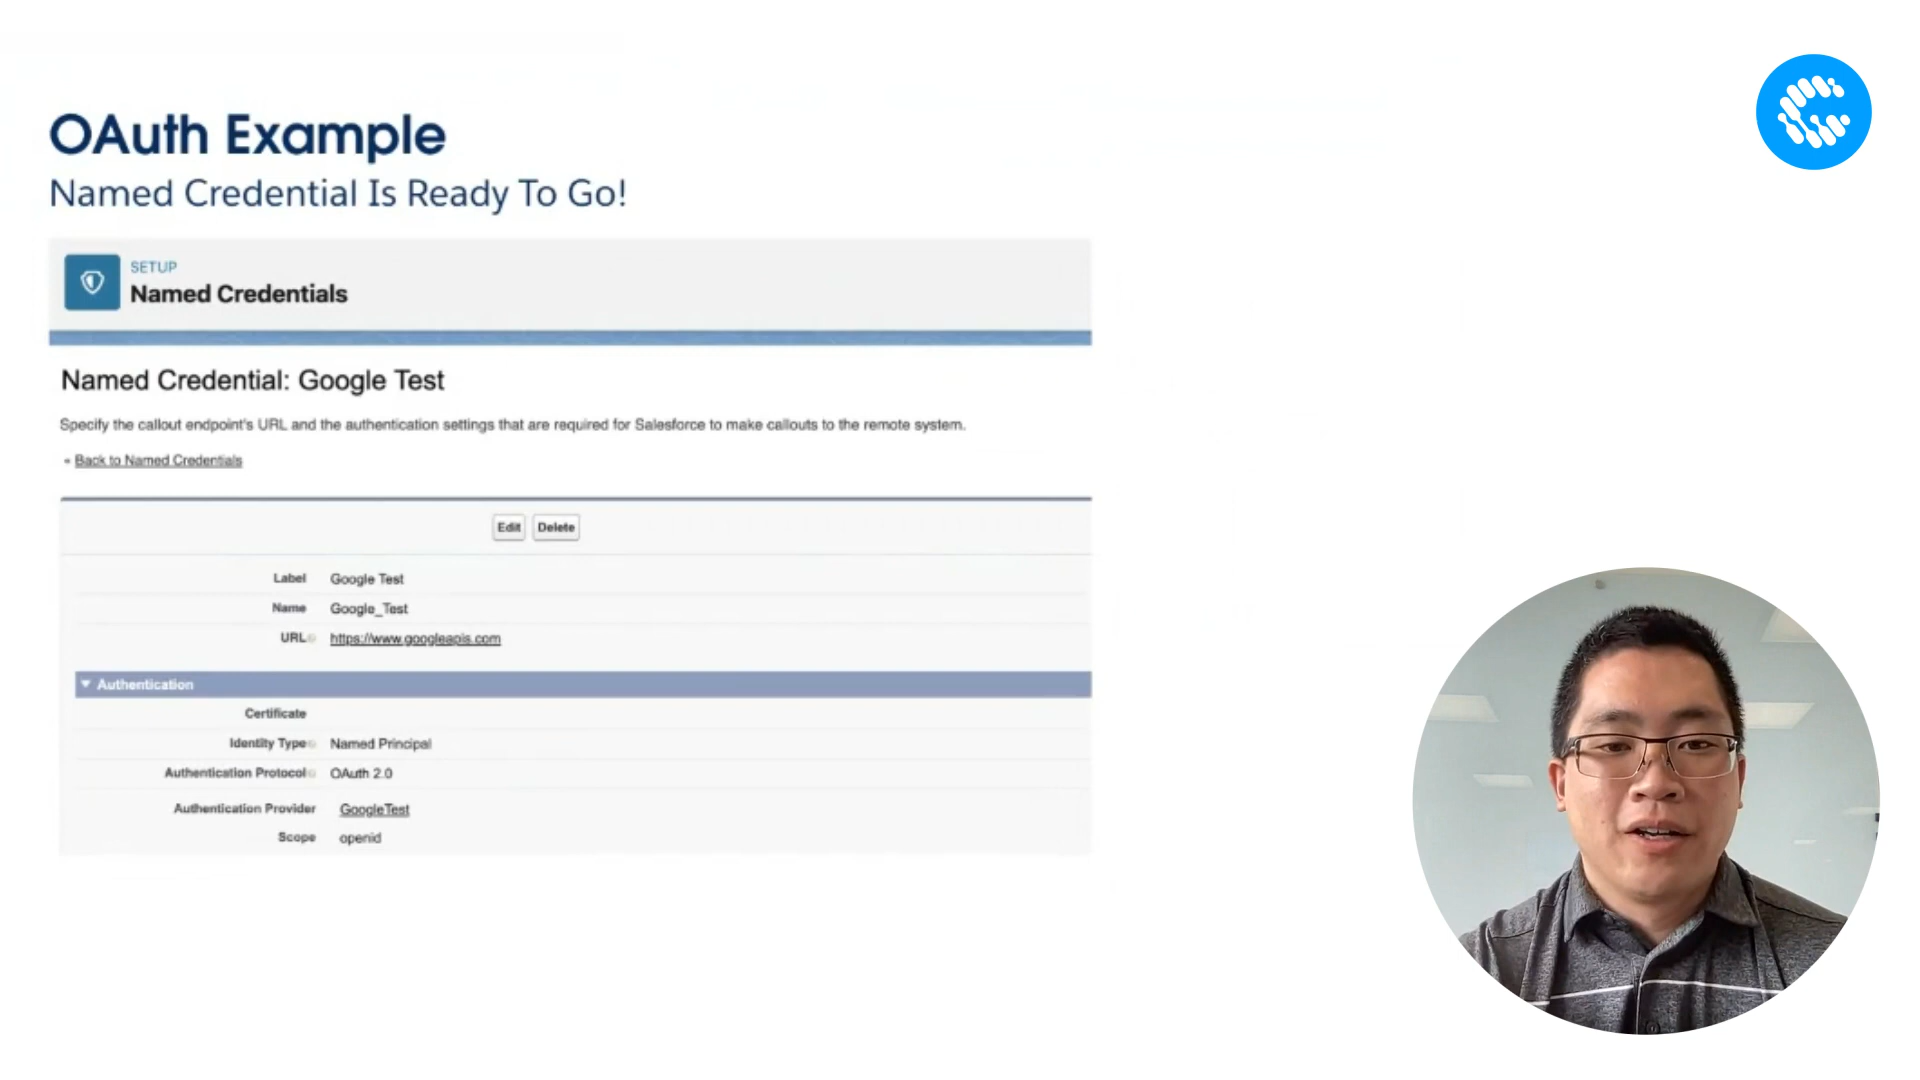 OAuth Example
Named Credential Is Ready To Go!
SETUP
Named Credentials
Named Credential: Google Test
Specify the callout endpoint's URL and the authentication settings that are required for Salesforce to make callouts to the remote system.
« Back to Named Credentials
Edit Delete
Label Google Test
Name Google_Test
URL https://www.googleapis.com
Authentication
Certificate
Identity Type Named Principal
Authentication Protocol OAuth 2.0
Authentication Provider GoogleTest
Scope openid